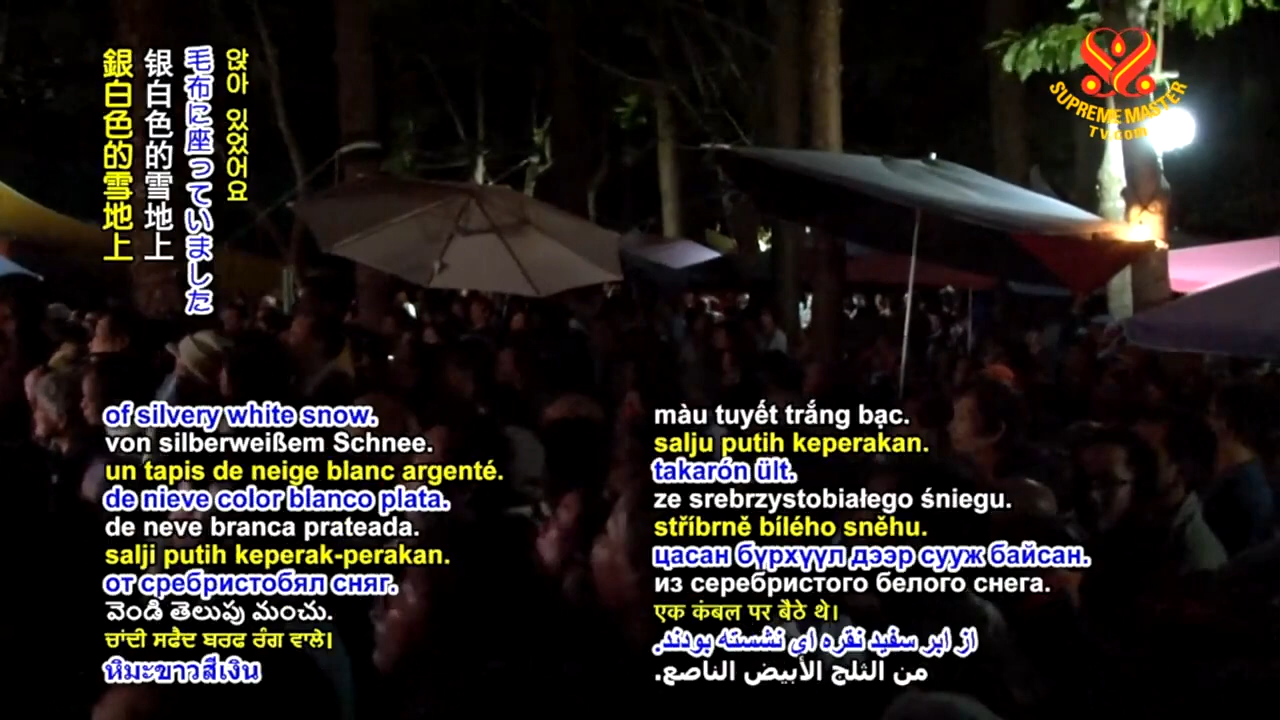 銀白色的雪地上
银白色的雪地上
毛布に座っていました
앉아 있었어요
SUPREME MASTER
TV.COM
of silvery white snow.
von silberweißem Schnee.
un tapis de neige blanc argenté.
de nieve color blanco plata.
de neve branca prateada.
salji putih keperak-perakan.
от сребристобял сняг.
వెండి తెలుపు మంచు.
ਚਾਂਦੀ ਸਫੈਦ ਬਰਫ ਰੰਗ ਵਾਲੇ।
หิมะขาวสีเงิน
màu tuyết trắng bạc.
salju putih keperakan.
takarón ült.
ze srebrzystobiałego śniegu.
stříbrně bílého sněhu.
цасан бүрхүүл дээр сууж байсан.
из серебристого белого снега.
एक कंबल पर बैठे थे।
از ابر سفید نقره ای نشسته بودند.
من الثلج الأبيض الناصع.